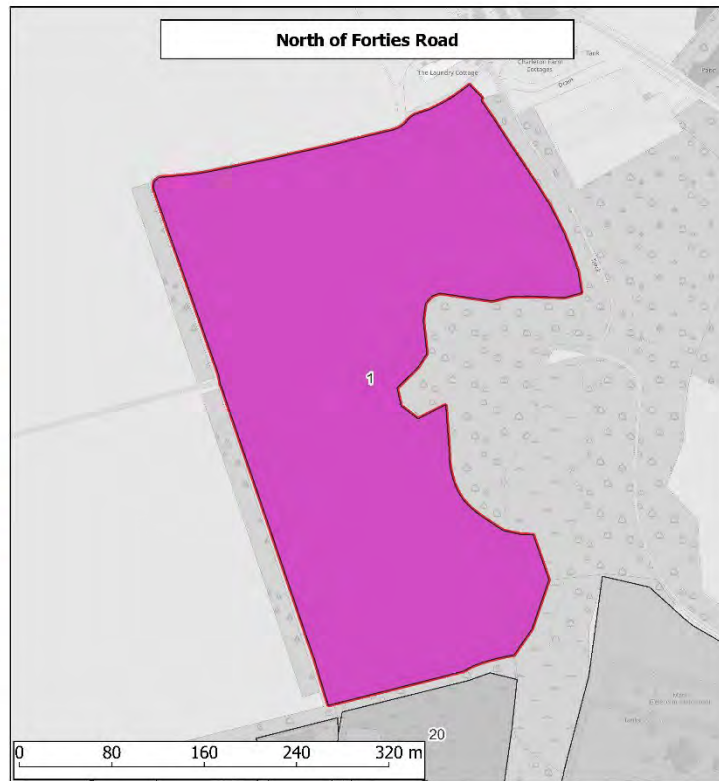 North of Forties Road
The Laundry Cottage
Charleton Farm
Cottages
Tank
Drain
Track
1
20
0 80 160 240 320 m